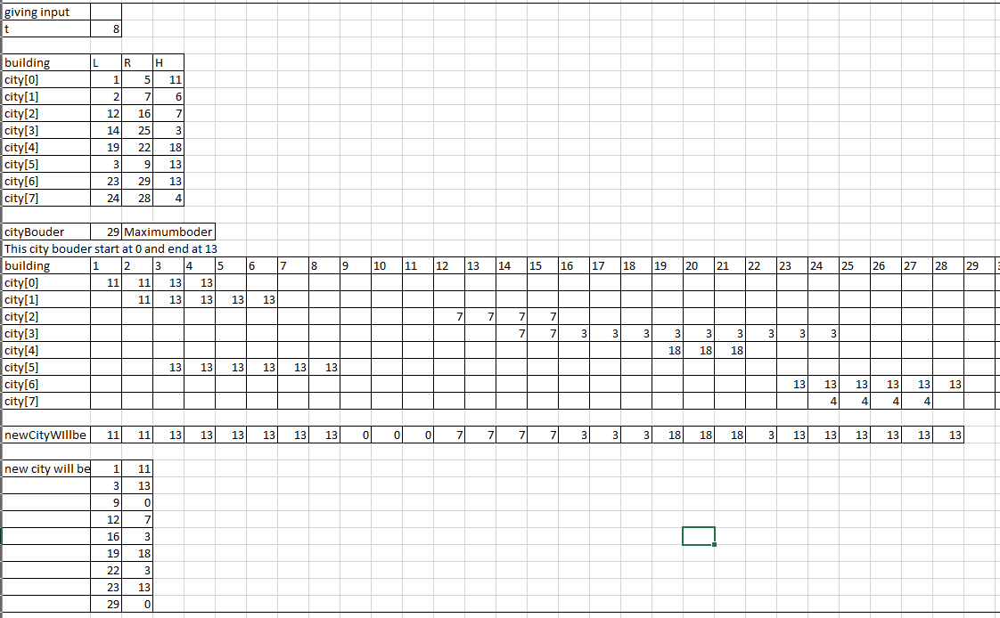 giving input
t 8
building L R H
city[0] 1 5 11
city[1] 2 7 6
city[2] 12 16 7
city[3] 14 25 3
city[4] 19 22 18
city[5] 3 9 13
city[6] 23 29 13
city[7] 24 28 4
cityBouder 29 Maximumboder
This city bouder start at 0 and end at 13
building 1 2 3 4 5 6 7 8 9 10 11 12 13 14 15 16 17 18 19 20 21 22 23 24 25 26 27 28 29
city[0] 11 11 13 13
city[1] 11 13 13 13 13
city[2] 7 7 7 7
city[3] 7 7 3 3 3 3 3 3 3 3 3
city[4] 18 18 18
city[5] 13 13 13 13 13 13
city[6] 13 13 13 13 13 13
city[7] 4 4 4 4
newCityWIllbe 11 11 13 13 13 13 13 13 0 0 0 7 7 7 7 3 3 3 18 18 18 3 13 13 13 13 13 13
new city will be 1 11
3 13
9 0
12 7
16 3
19 18
22 3
23 13
29 0